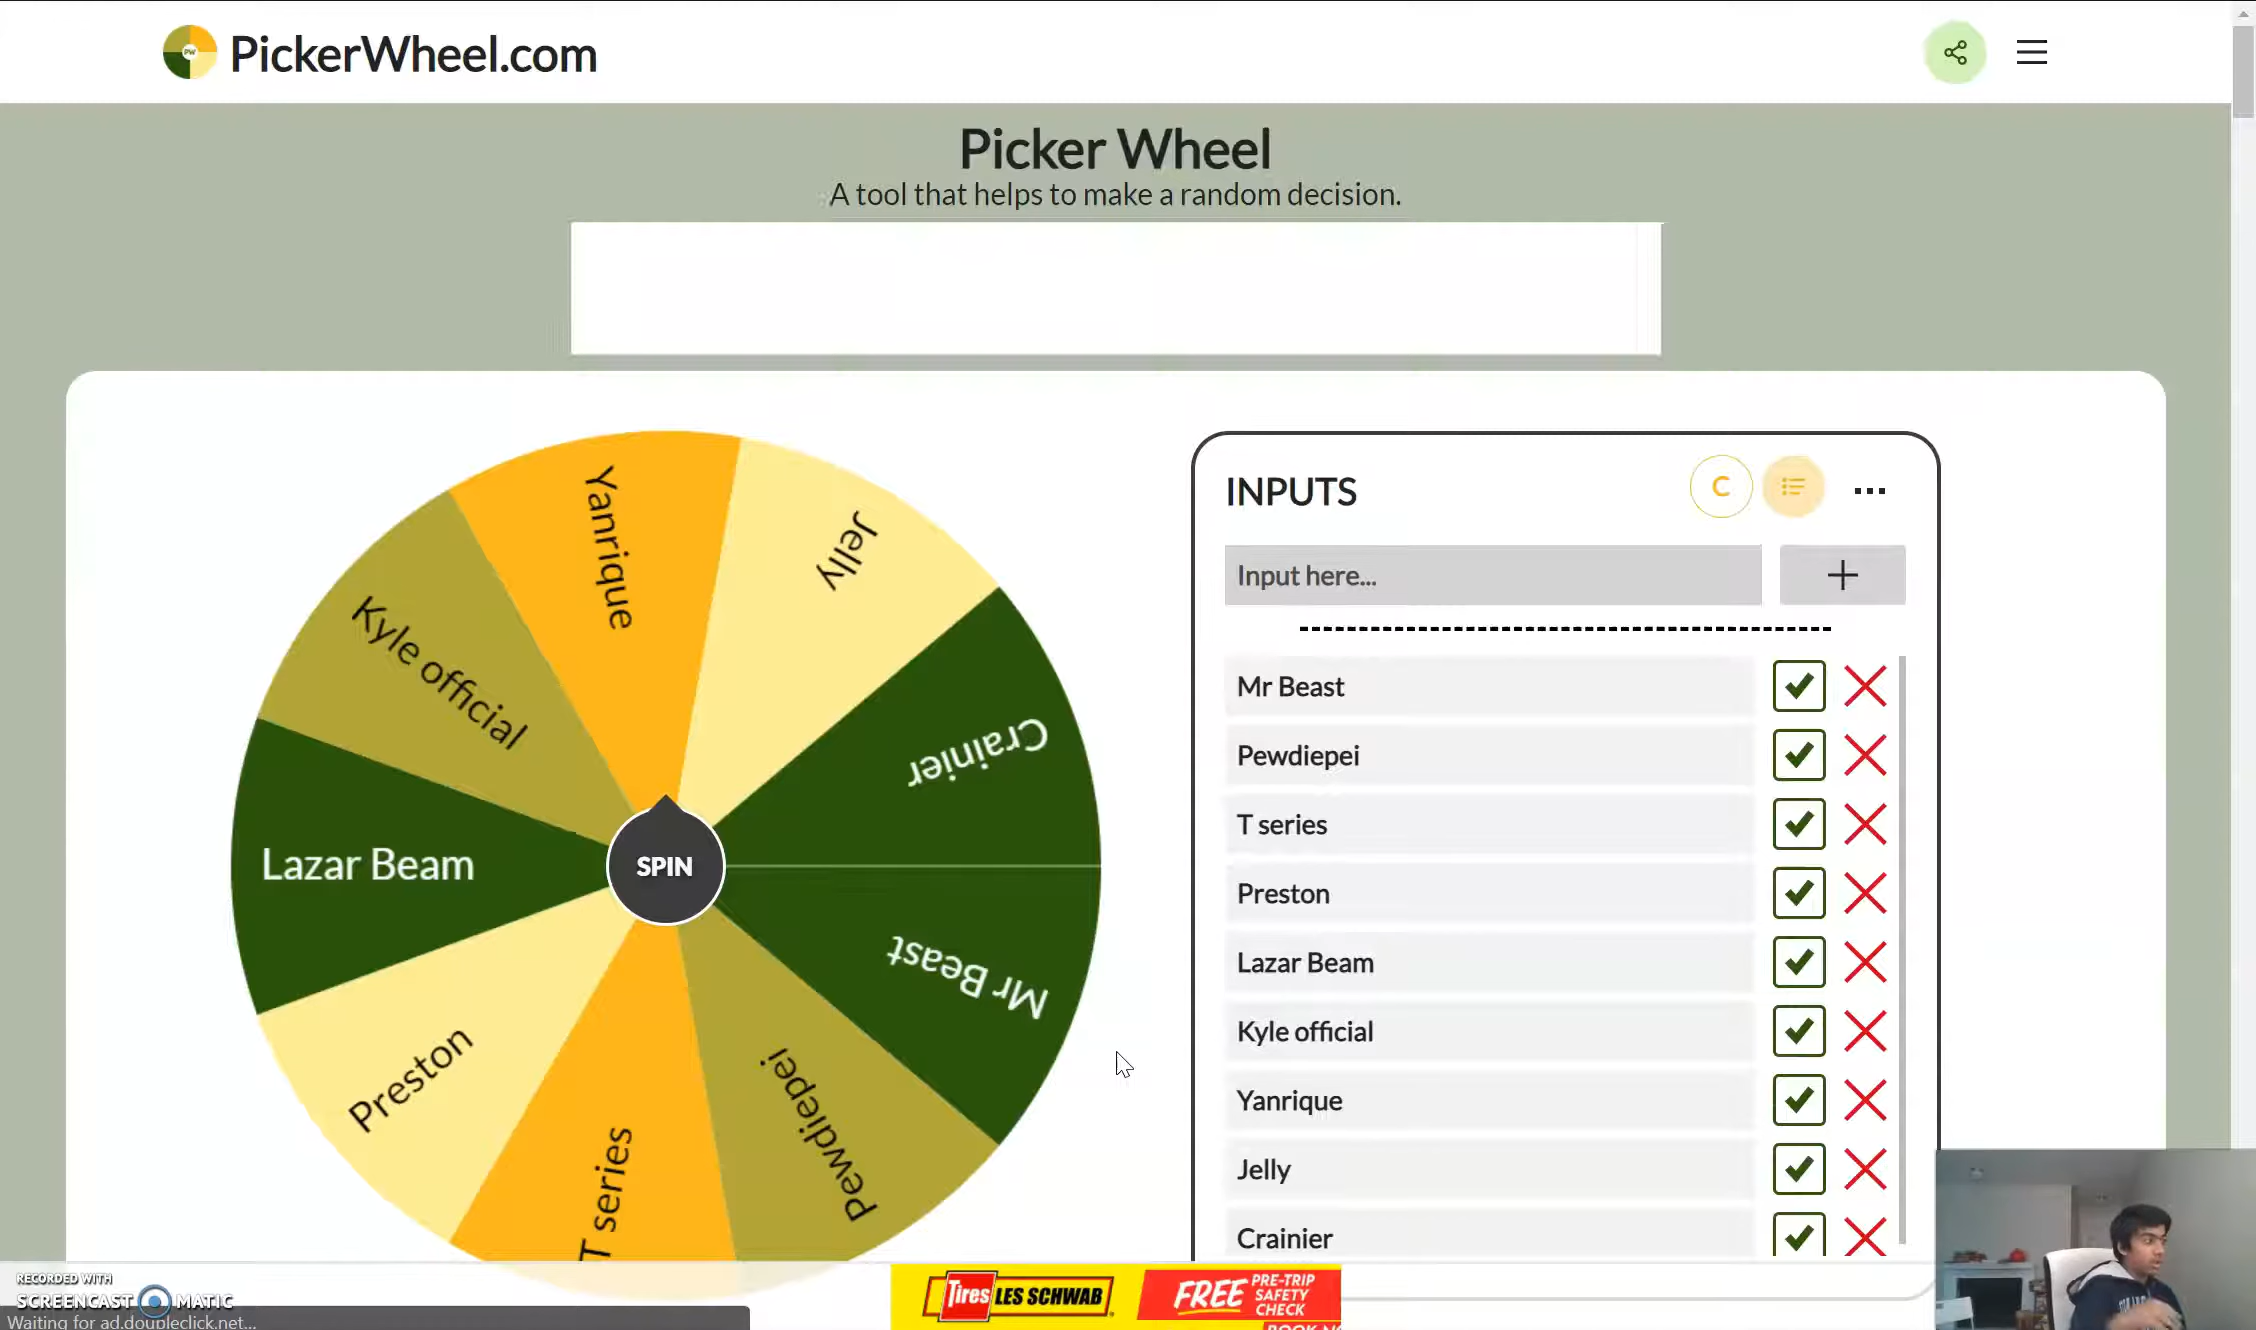 PW PickerWheel.com
Picker Wheel
A tool that helps to make a random decision.
Yanrique
Jelly
Kyle official
Crainier
Lazar Beam
SPIN
Mr Beast
Preston
Pewdiepei
T series
INPUTS
C
Input here...
Mr Beast
Pewdiepei
T series
Preston
Lazar Beam
Kyle official
Yanrique
Jelly
Crainier
RECORDED WITH
SCREENCAST MATIC
Waiting for ad.doubleclick.net...
Tires LES SCHWAB
FREE PRE-TRIP
SAFETY
CHECK